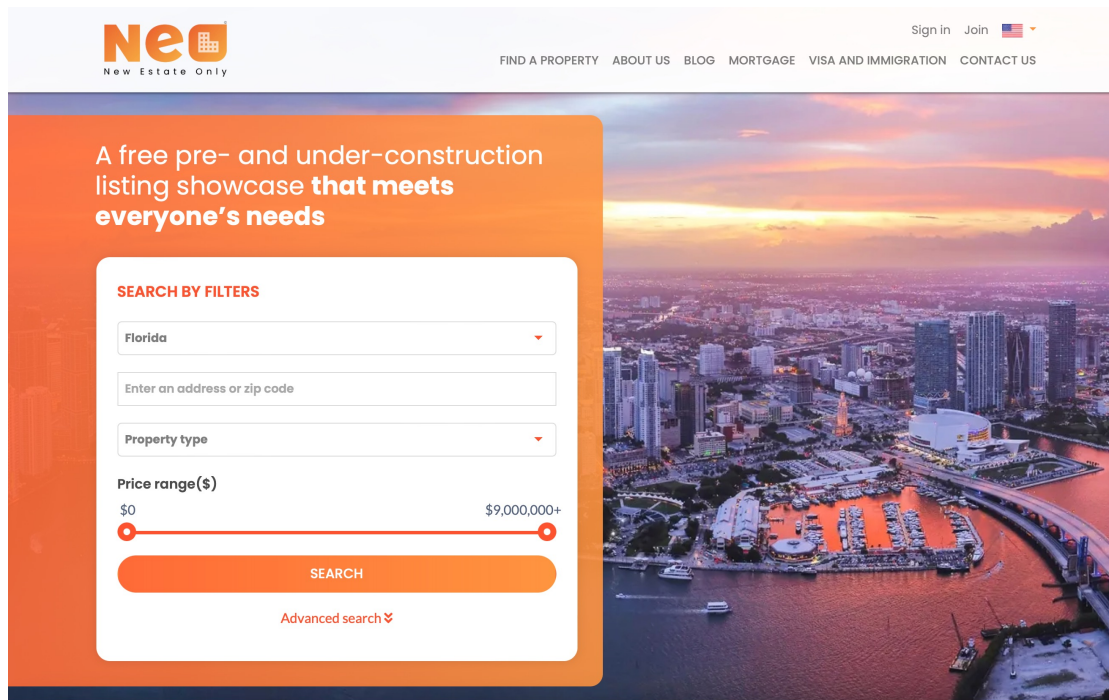 Neo
New Estate Only
Sign in Join
FIND A PROPERTY ABOUT US BLOG MORTGAGE VISA AND IMMIGRATION CONTACT US
A free pre- and under-construction
listing showcase that meets
everyone's needs
SEARCH BY FILTERS
Florida
Enter an address or zip code
Property type
Price range($)
$0 $9,000,000+
SEARCH
Advanced search